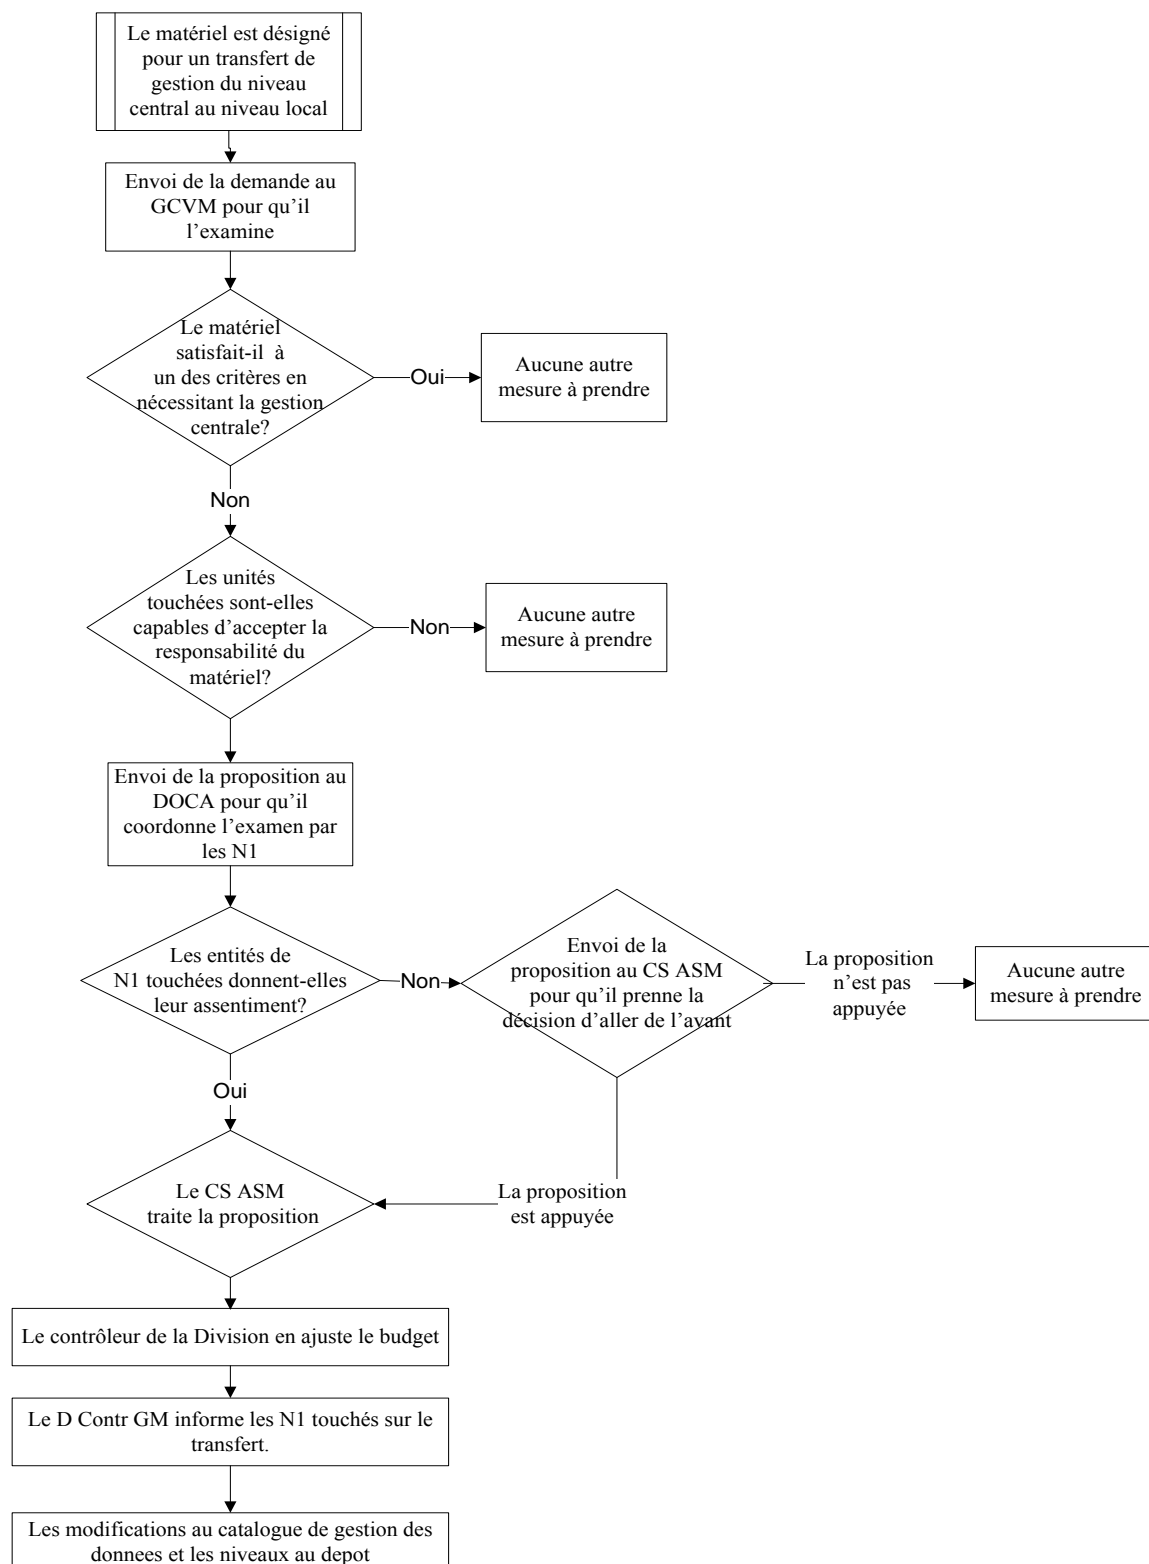 Le matériel est désigné
pour un transfert de
gestion du niveau
central au niveau local
Envoi de la demande au
GCVM pour qu'il
l'examine
Le matériel
satisfait-il à
un des critères en
nécessitant la gestion
centrale?
Oui
Aucune autre
mesure à prendre
Non
Les unités
touchées sont-elles
capables d'accepter la
responsabilité du
matériel?
Non
Aucune autre
mesure à prendre
Envoi de la proposition au
DOCA pour qu'il
coordonne l'examen par
les N1
Les entités de
N1 touchées donnent-elles
leur assentiment?
Non
Envoi de la
proposition au CS ASM
pour qu'il prenne la
décision d'aller de l'avant
La proposition
n'est pas
appuyée
Aucune autre
mesure à prendre
Oui
Le CS ASM
traite la proposition
La proposition
est appuyée
Le contrôleur de la Division en ajuste le budget
Le D Contr GM informe les N1 touchés sur le
transfert.
Les modifications au catalogue de gestion des
donnees et les niveaux au depot